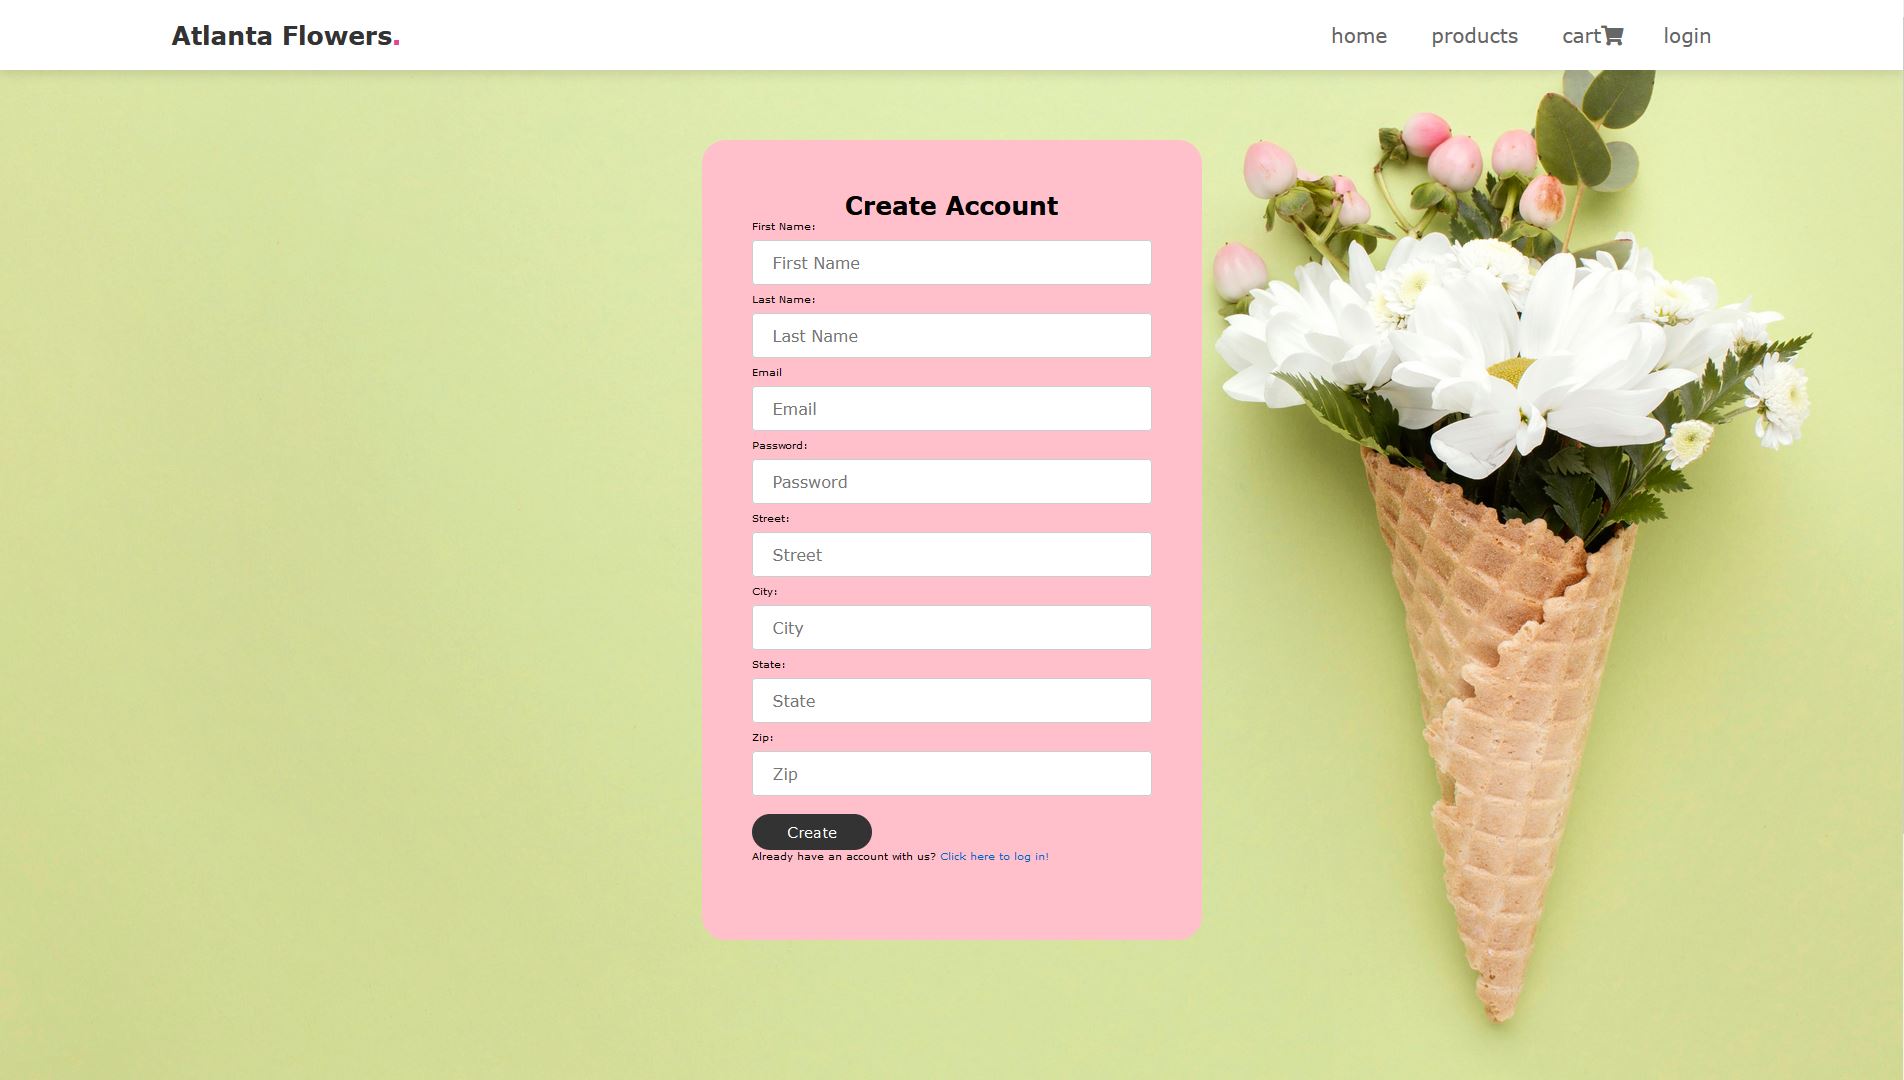 Atlanta Flowers.
home products cart login
Create Account
First Name:
First Name
Last Name:
Last Name
Email
Email
Password:
Password
Street:
Street
City:
City
State:
State
Zip:
Zip
Create
Already have an account with us? Click here to log in!